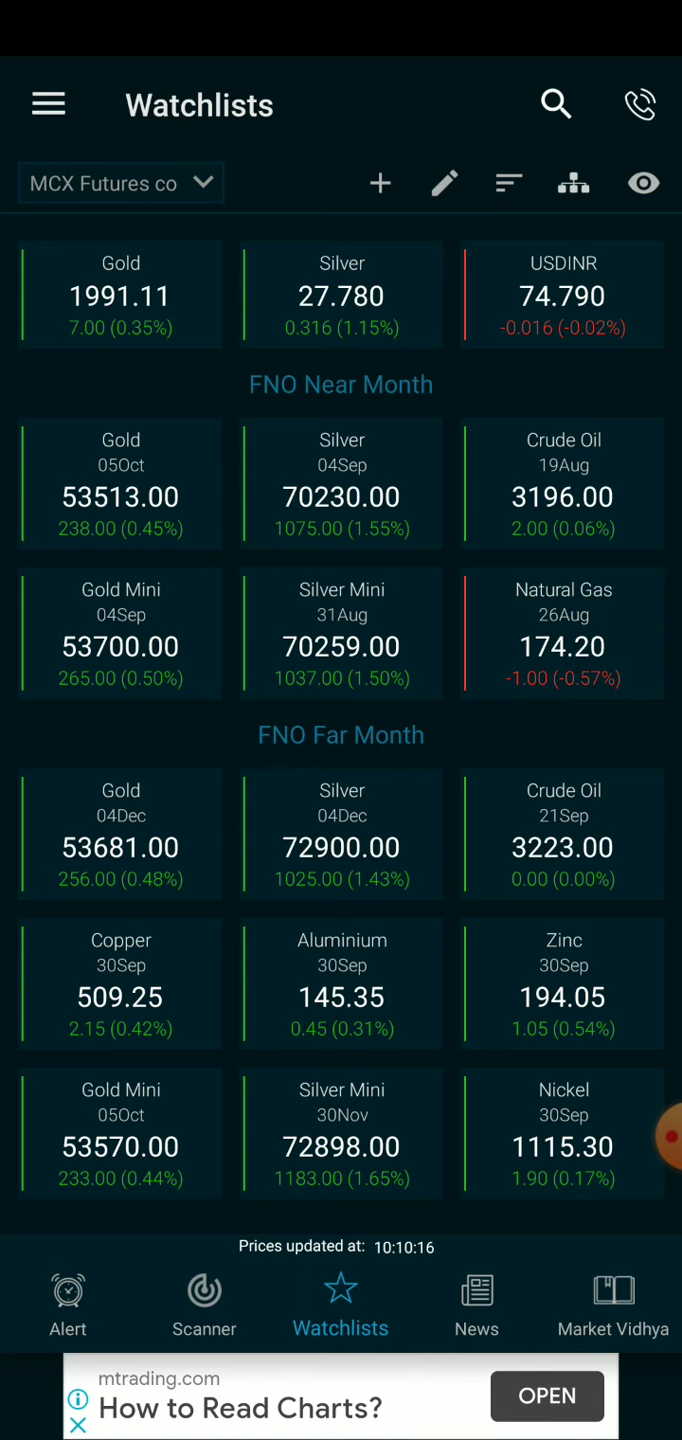 Watchlists
MCX Futures co
Gold
1991.11
7.00 (0.35%)
Silver
27.780
0.316 (1.15%)
USDINR
74.790
-0.016 (-0.02%)
FNO Near Month
Gold
05Oct
53513.00
238.00 (0.45%)
Silver
04Sep
70230.00
1075.00 (1.55%)
Crude Oil
19Aug
3196.00
2.00 (0.06%)
Gold Mini
04Sep
53700.00
265.00 (0.50%)
Silver Mini
31Aug
70259.00
1037.00 (1.50%)
Natural Gas
26Aug
174.20
-1.00 (-0.57%)
FNO Far Month
Gold
04Dec
53681.00
256.00 (0.48%)
Silver
04Dec
72900.00
1025.00 (1.43%)
Crude Oil
21Sep
3223.00
0.00 (0.00%)
Copper
30Sep
509.25
2.15 (0.42%)
Aluminium
30Sep
145.35
0.45 (0.31%)
Zinc
30Sep
194.05
1.05 (0.54%)
Gold Mini
05Oct
53570.00
233.00 (0.44%)
Silver Mini
30Nov
72898.00
1183.00 (1.65%)
Nickel
30Sep
1115.30
1.90 (0.17%)
Prices updated at: 10:10:16
Alert
Scanner
Watchlists
News
Market Vidhya
mtrading.com
How to Read Charts?
OPEN